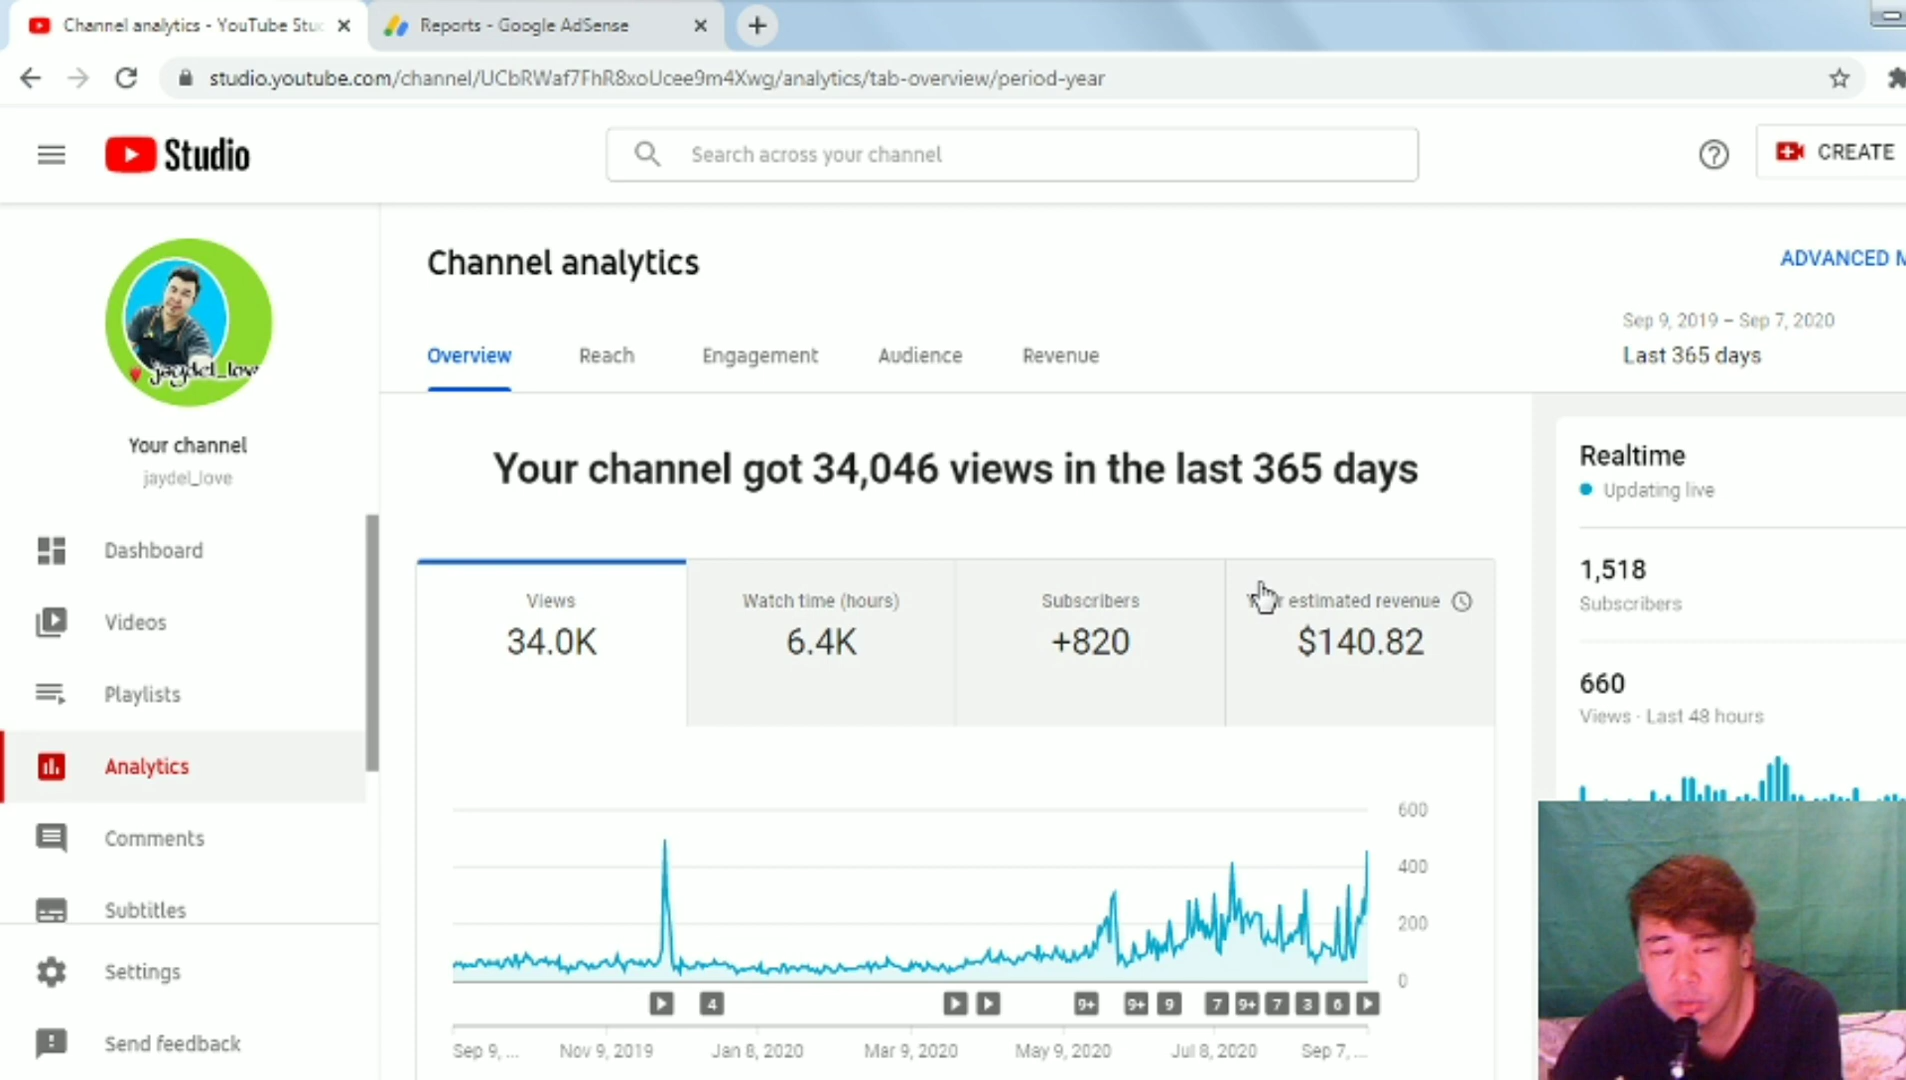 Channel analytics - YouTube Stu
Reports - Google AdSense
studio.youtube.com/channel/UCbRWaf7FhR8xoUcee9m4Xwg/analytics/tab-overview/period-year
Studio
Search across your channel
CREATE
jaydel_love
Your channel
jaydel_love
Dashboard
Videos
Playlists
Analytics
Comments
Subtitles
Settings
Send feedback
Channel analytics
ADVANCED M
Overview Reach Engagement Audience Revenue
Sep 9, 2019 – Sep 7, 2020
Last 365 days
Your channel got 34,046 views in the last 365 days
Views
34.0K
Watch time (hours)
6.4K
Subscribers
+820
estimated revenue
$140.82
600
400
200
0
4 9+ 9+ 9 7 9+ 7 3 6
Sep 9, ... Nov 9, 2019 Jan 8, 2020 Mar 9, 2020 May 9, 2020 Jul 8, 2020 Sep 7, ...
Realtime
Updating live
1,518
Subscribers
660
Views · Last 48 hours